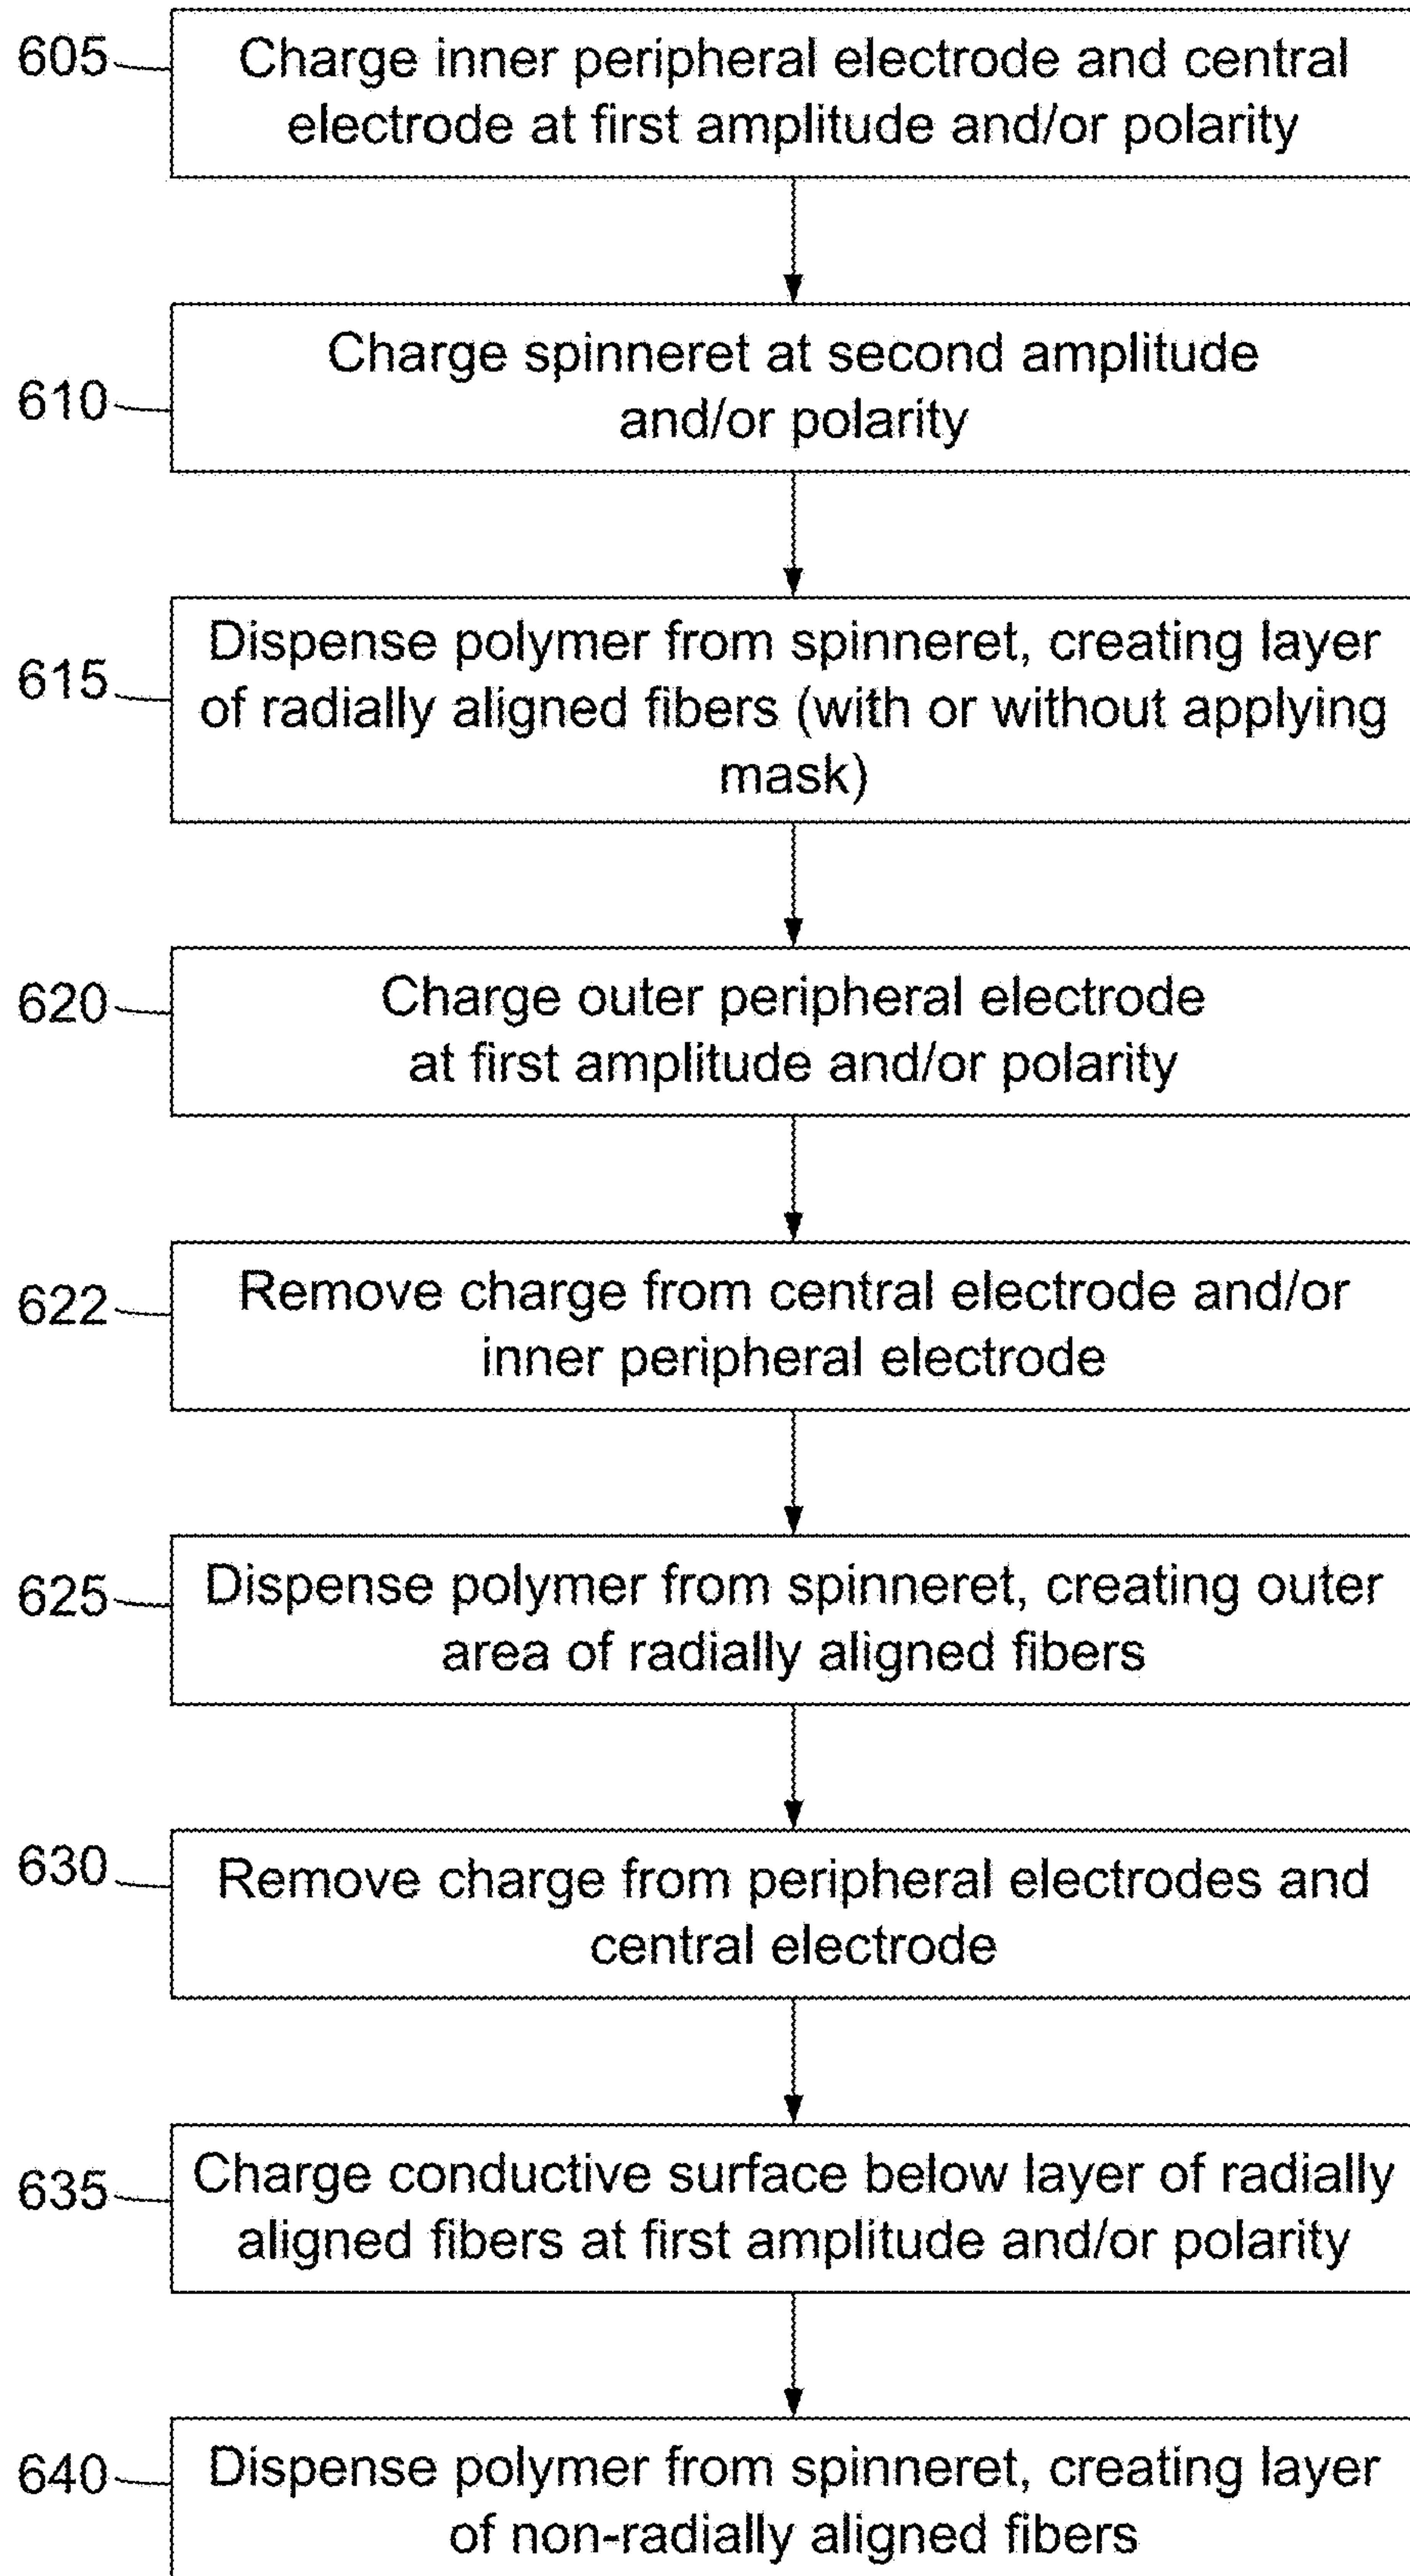 605
Charge inner peripheral electrode and central
electrode at first amplitude and/or polarity
610
Charge spinneret at second amplitude
and/or polarity
615
Dispense polymer from spinneret, creating layer
of radially aligned fibers (with or without applying
mask)
620
Charge outer peripheral electrode
at first amplitude and/or polarity
622
Remove charge from central electrode and/or
inner peripheral electrode
625
Dispense polymer from spinneret, creating outer
area of radially aligned fibers
630
Remove charge from peripheral electrodes and
central electrode
635
Charge conductive surface below layer of radially
aligned fibers at first amplitude and/or polarity
640
Dispense polymer from spinneret, creating layer
of non-radially aligned fibers